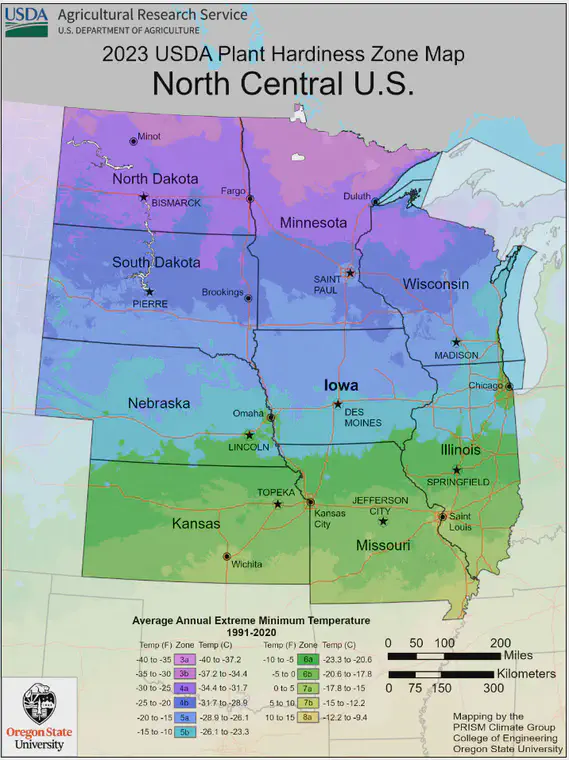 USDA
Agricultural Research Service
U.S. DEPARTMENT OF AGRICULTURE
2023 USDA Plant Hardiness Zone Map
North Central U.S.
Minot
North Dakota
Fargo
BISMARCK
Duluth
Minnesota
South Dakota
SAINT
PAUL
Wisconsin
Brookings
PIERRE
MADISON
Iowa
Chicago
Nebraska
Omaha
DES
MOINES
LINCOLN
Illinois
SPRINGFIELD
TOPEKA
JEFFERSON
CITY
Kansas
Kansas
City
Saint
Louis
Missouri
Wichita
Average Annual Extreme Minimum Temperature
1991-2020
Temp (F) Zone Temp (C) Temp (F) Zone Temp (C)
-40 to -35 3a -40 to -37.2 -10 to -5 6a -23.3 to -20.6
-35 to -30 3b -37.2 to -34.4 -5 to 0 6b -20.6 to -17.8
-30 to -25 4a -34.4 to -31.7 0 to 5 7a -17.8 to -15
-25 to -20 4b -31.7 to -28.9 5 to 10 7b -15 to -12.2
-20 to -15 5a -28.9 to -26.1 10 to 15 8a -12.2 to -9.4
-15 to -10 5b -26.1 to -23.3
0 50 100 200
Miles
Kilometers
0 75 150 300
Oregon State
University
Mapping by the
PRISM Climate Group
College of Engineering
Oregon State University